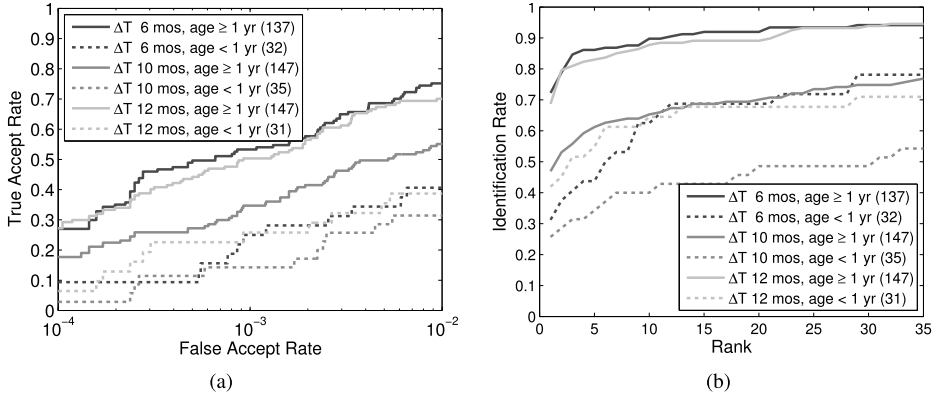 1
0.9
0.8
0.7
0.6
0.5
0.4
0.3
0.2
0.1
0
True Accept Rate
ΔT 6 mos, age ≥ 1 yr (137)
ΔT 6 mos, age < 1 yr (32)
ΔT 10 mos, age ≥ 1 yr (147)
ΔT 10 mos, age < 1 yr (35)
ΔT 12 mos, age ≥ 1 yr (147)
ΔT 12 mos, age < 1 yr (31)
10⁻⁴ 10⁻³ 10⁻²
False Accept Rate
(a)
1
0.9
0.8
0.7
0.6
0.5
0.4
0.3
0.2
0.1
0
Identification Rate
ΔT 6 mos, age ≥ 1 yr (137)
ΔT 6 mos, age < 1 yr (32)
ΔT 10 mos, age ≥ 1 yr (147)
ΔT 10 mos, age < 1 yr (35)
ΔT 12 mos, age ≥ 1 yr (147)
ΔT 12 mos, age < 1 yr (31)
0 5 10 15 20 25 30 35
Rank
(b)